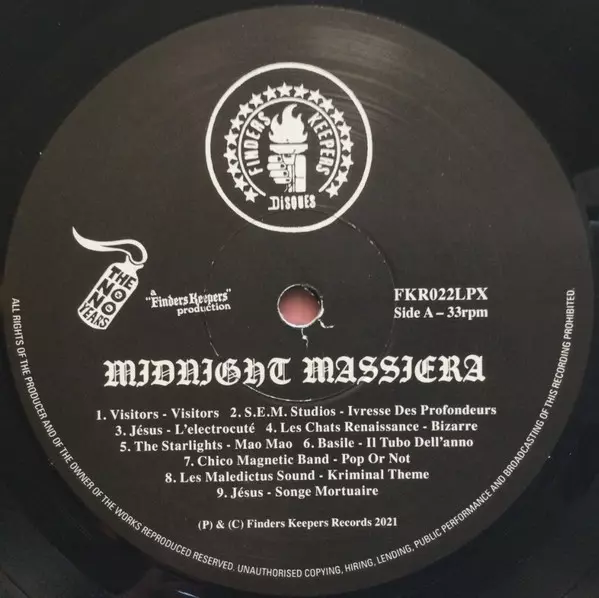 FINDERS KEEPERS
DISQUES
THE
NO
NO
YEARS
a
"Finders Keepers"
production
FKR022LPX
Side A – 33rpm
MIDNIGHT MASSIERA
1. Visitors - Visitors 2. S.E.M. Studios - Ivresse Des Profondeurs
3. Jésus - L'electrocuté 4. Les Chats Renaissance - Bizarre
5. The Starlights - Mao Mao 6. Basile - Il Tubo Dell'anno
7. Chico Magnetic Band - Pop Or Not
8. Les Maledictus Sound - Kriminal Theme
9. Jésus - Songe Mortuaire
(P) & (C) Finders Keepers Records 2021
ALL RIGHTS OF THE PRODUCER AND OF THE OWNER OF THE WORKS REPRODUCED RESERVED. UNAUTHORISED COPYING, HIRING, LENDING, PUBLIC PERFORMANCE AND BROADCASTING OF THIS RECORDING PROHIBITED.